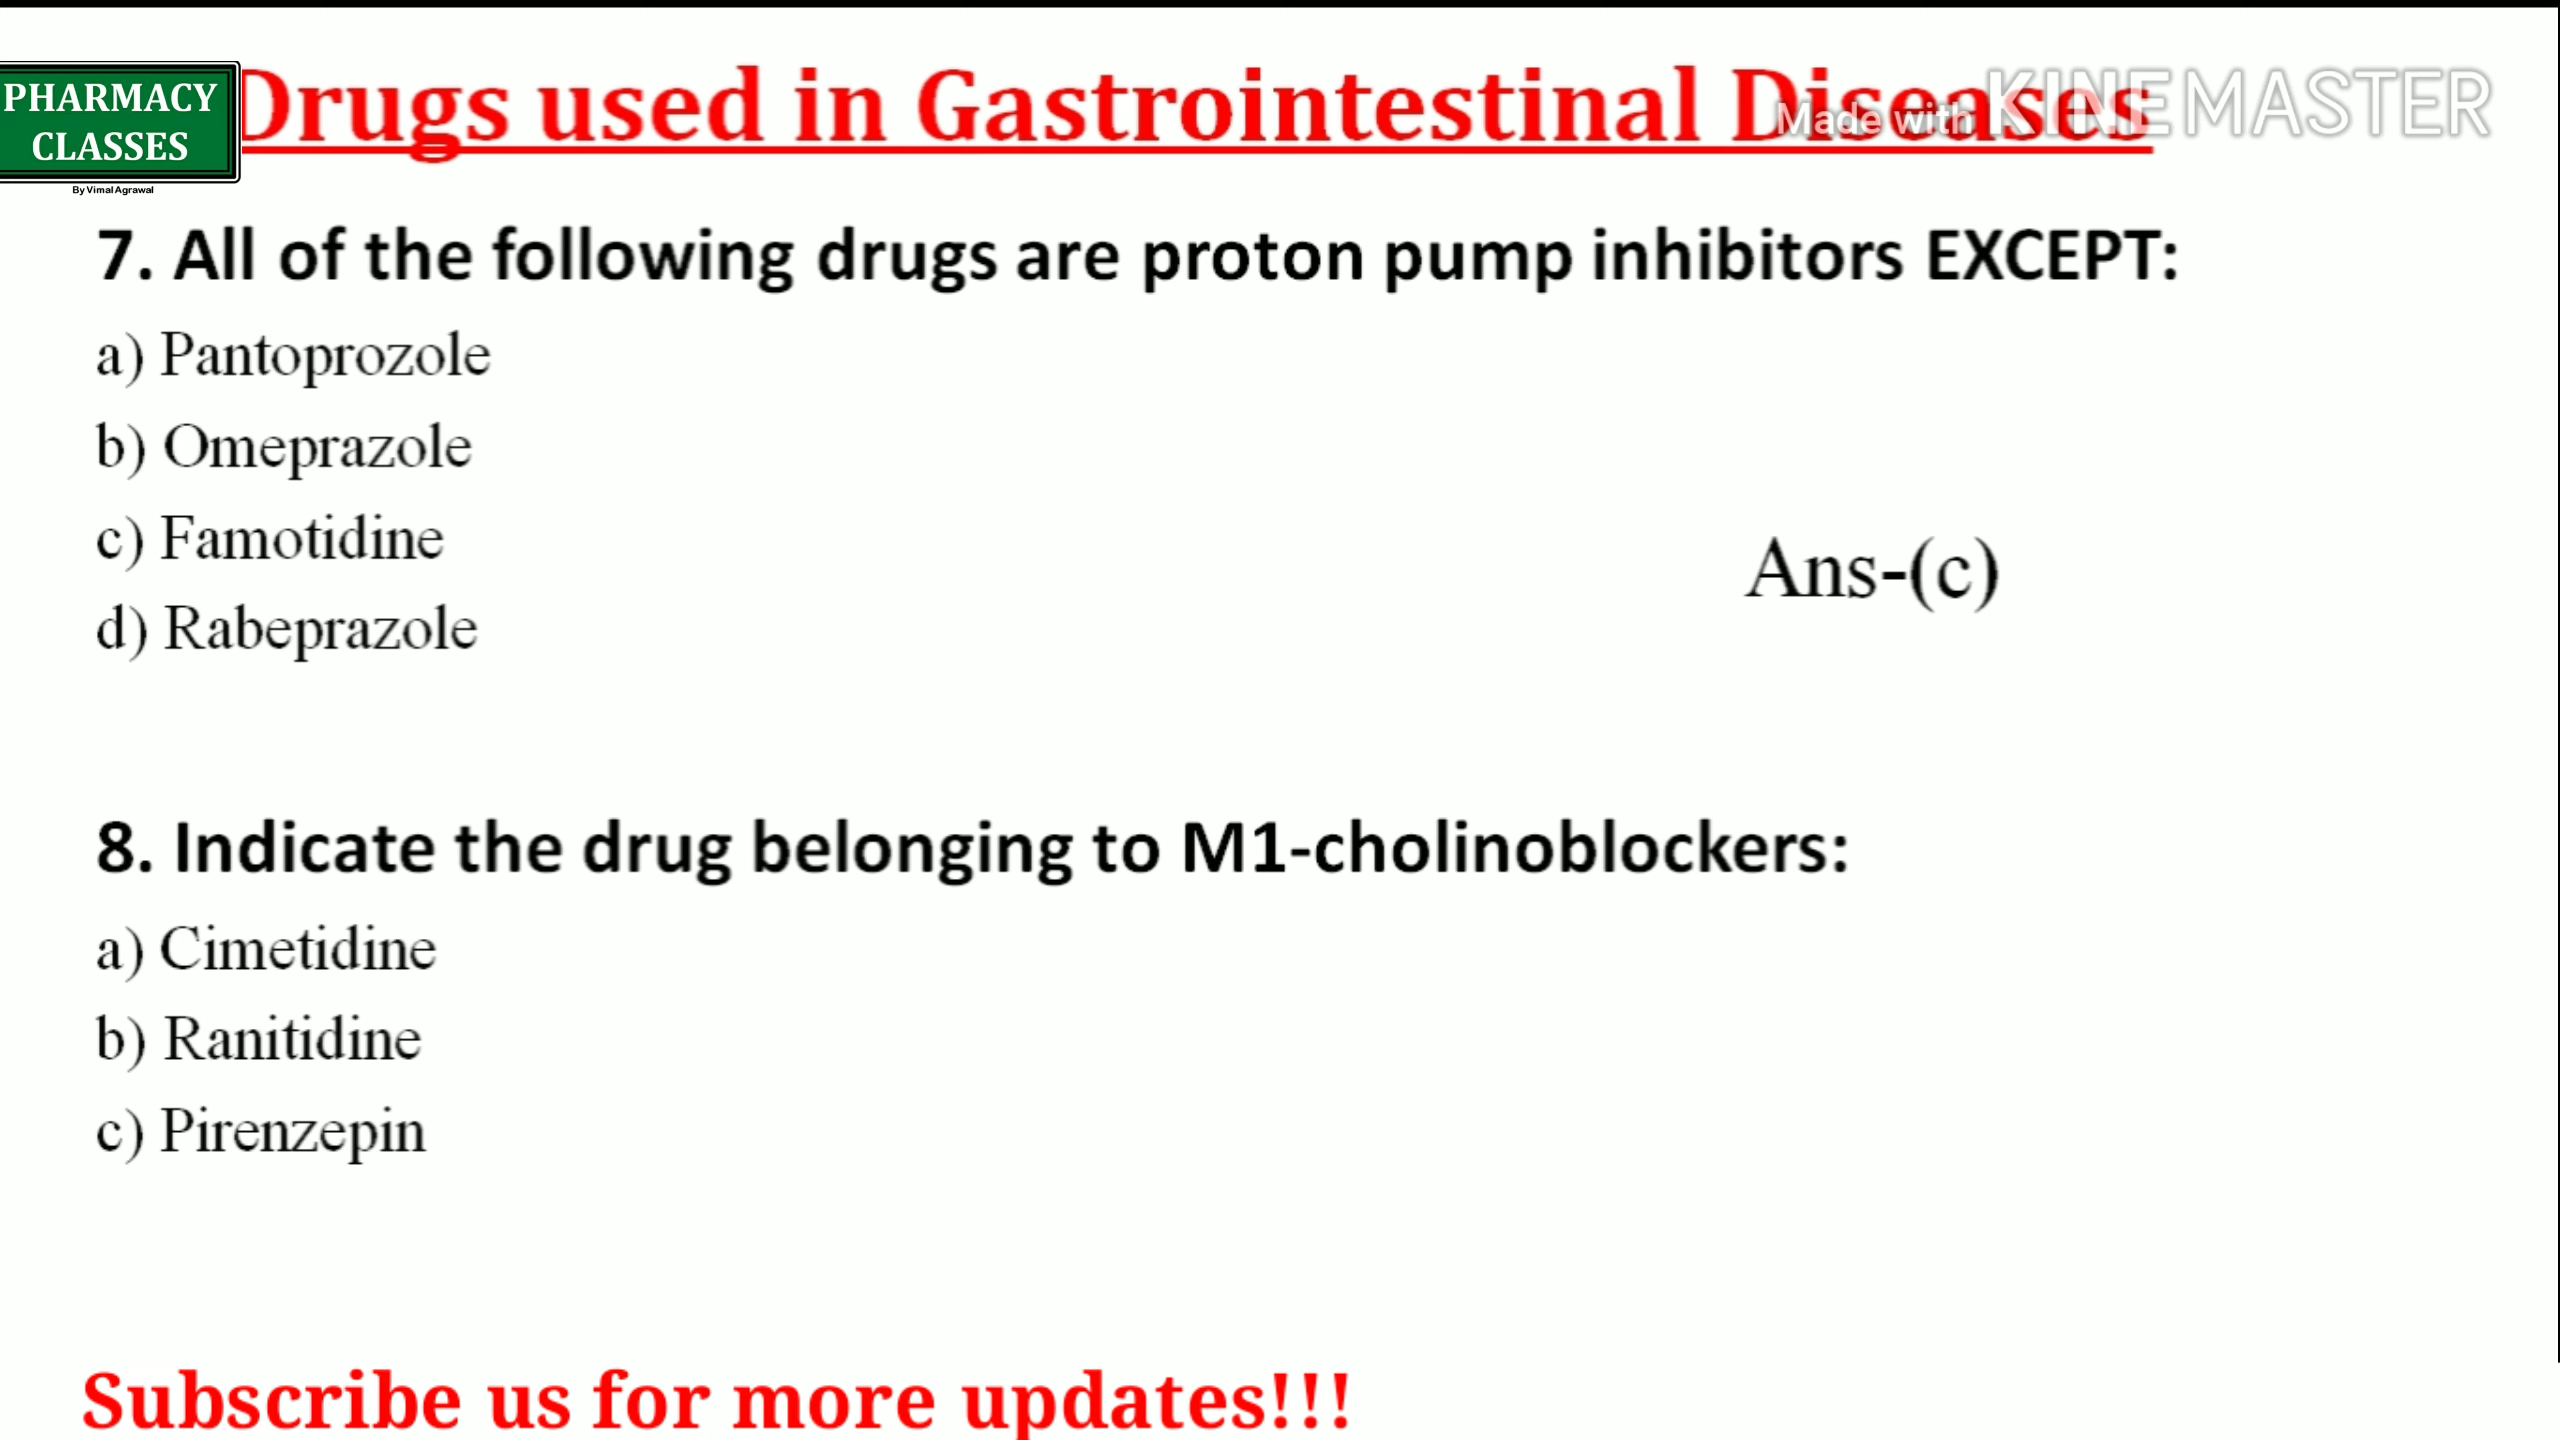 PHARMACY
CLASSES
By Vimal Agrawal
Drugs used in Gastrointestinal Diseases
Made with KINEMASTER
7. All of the following drugs are proton pump inhibitors EXCEPT:
a) Pantoprozole
b) Omeprazole
c) Famotidine
d) Rabeprazole
Ans-(c)
8. Indicate the drug belonging to M1-cholinoblockers:
a) Cimetidine
b) Ranitidine
c) Pirenzepin
Subscribe us for more updates!!!